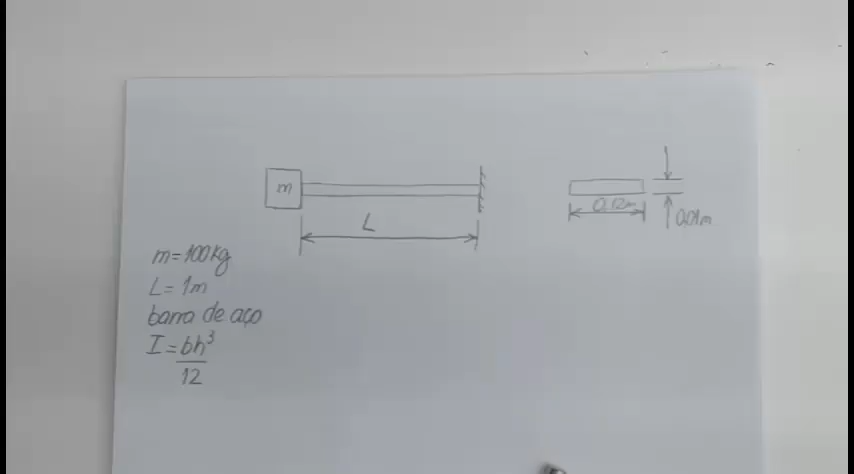 m
L
0,12m
0,01m
m=100kg
L=1m
barra de aço
I=bh³
12